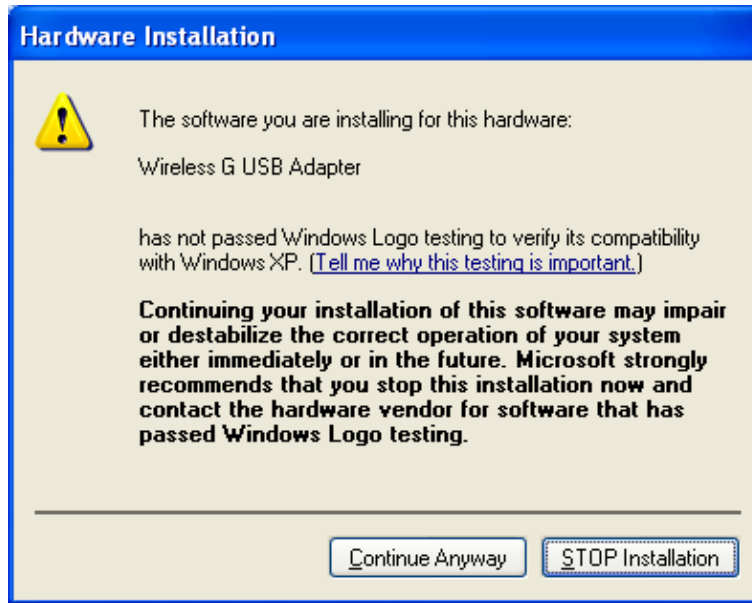 Hardware Installation
The software you are installing for this hardware:
Wireless G USB Adapter
has not passed Windows Logo testing to verify its compatibility
with Windows XP. (Tell me why this testing is important.)
Continuing your installation of this software may impair
or destabilize the correct operation of your system
either immediately or in the future. Microsoft strongly
recommends that you stop this installation now and
contact the hardware vendor for software that has
passed Windows Logo testing.
Continue Anyway
STOP Installation